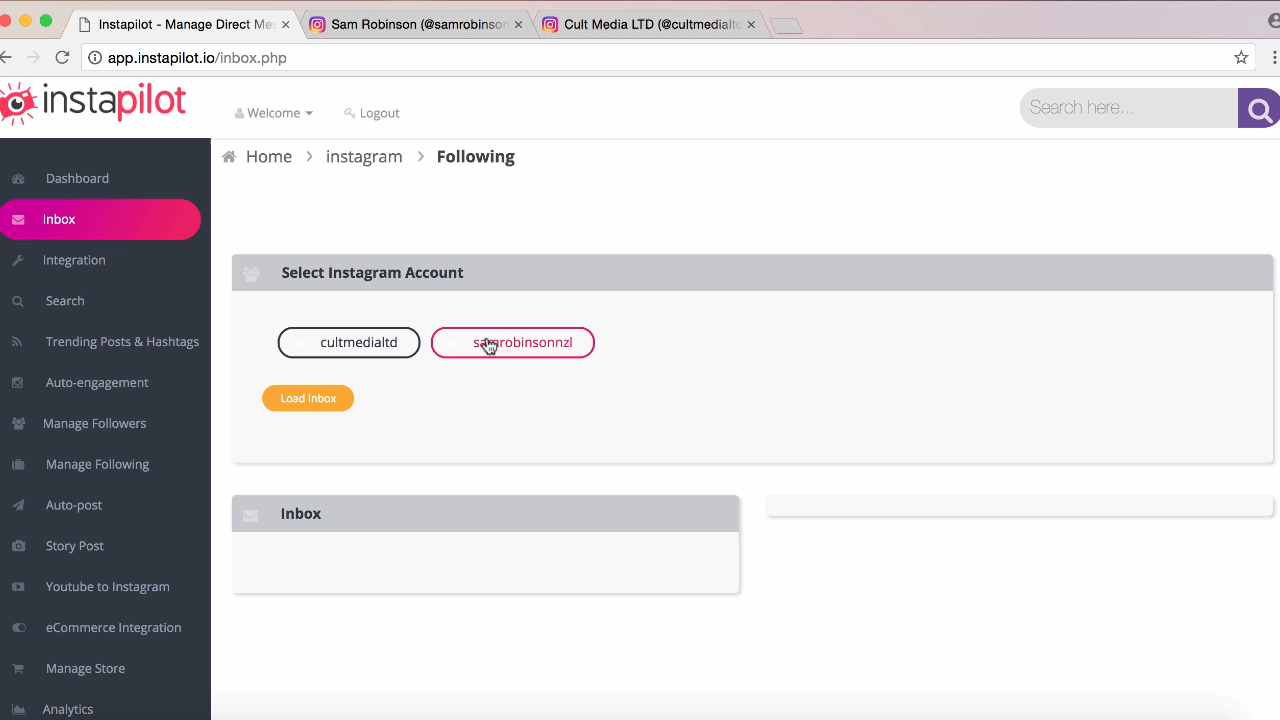 Instapilot - Manage Direct Me
Sam Robinson (@samrobinson
Cult Media LTD (@cultmedialtd
app.instapilot.io/inbox.php
instapilot
Welcome
Logout
Search here...
Home > instagram > Following
Dashboard
Inbox
Integration
Search
Trending Posts & Hashtags
Auto-engagement
Manage Followers
Manage Following
Auto-post
Story Post
Youtube to Instagram
eCommerce Integration
Manage Store
Analytics
Select Instagram Account
cultmedialtd
samrobinsonnzl
Load Inbox
Inbox